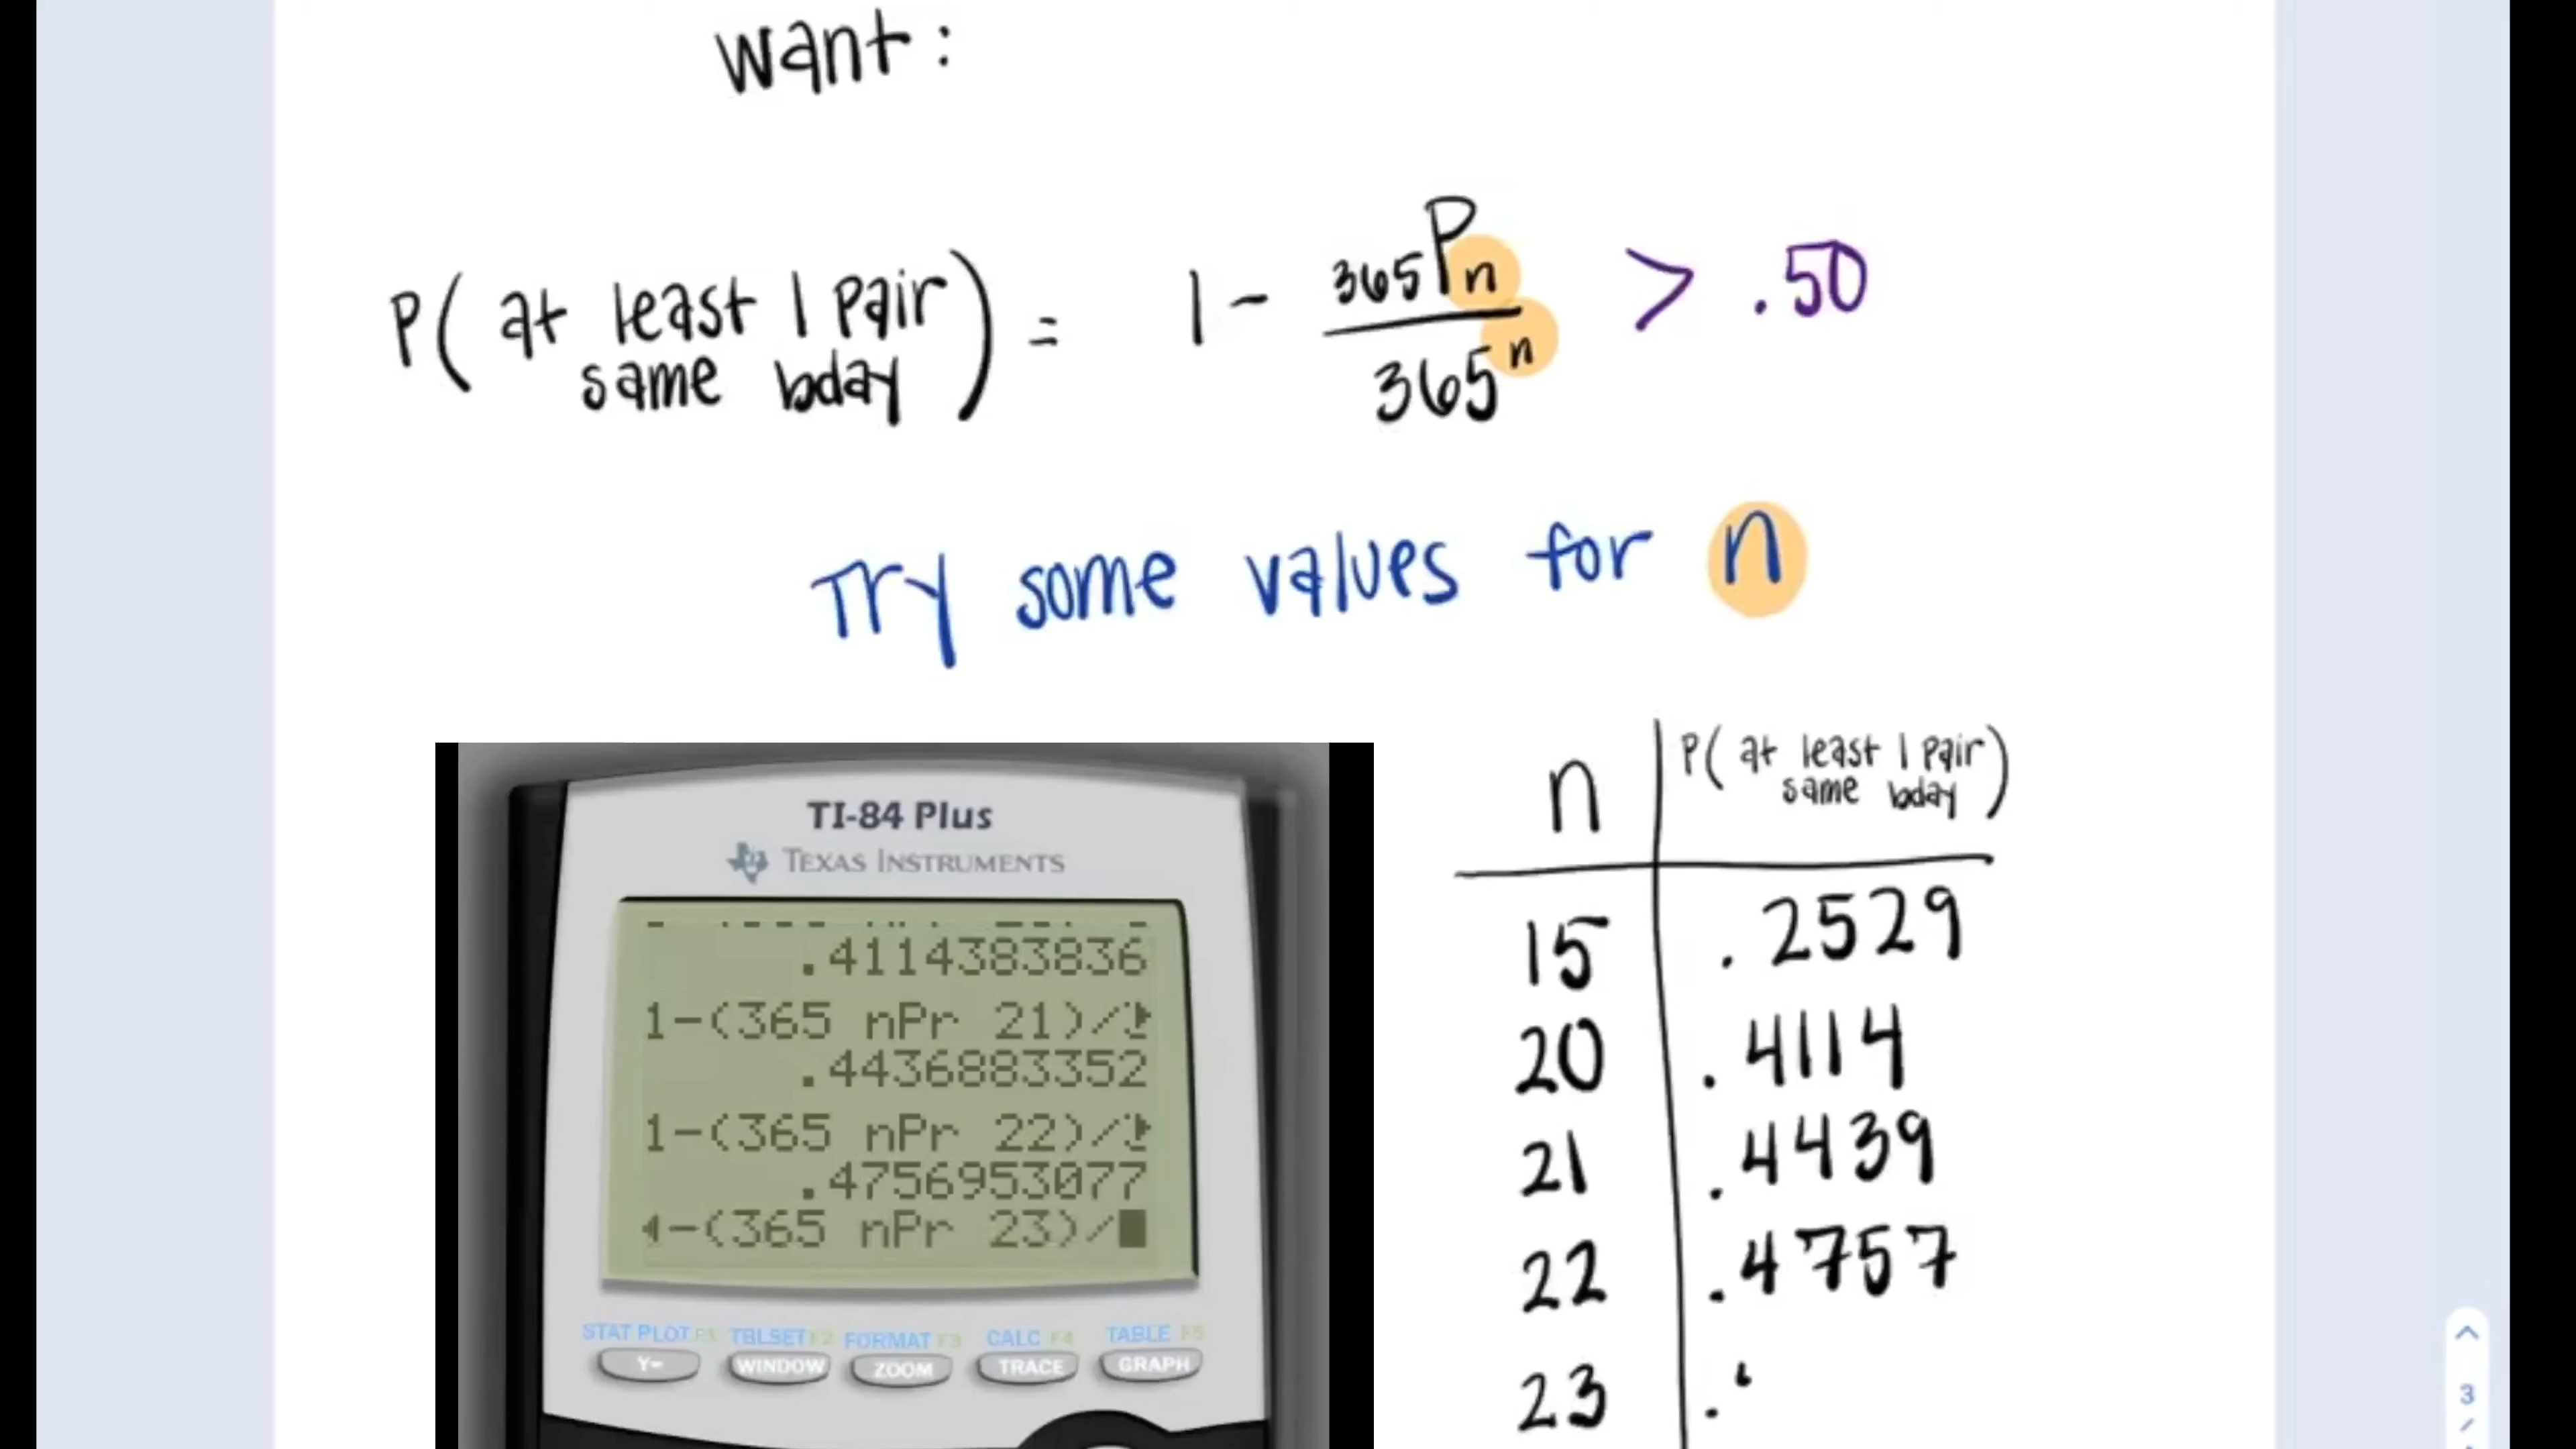 want:
P( at least 1 pair same bday ) = 1 - 365Pn / 365^n > .50
Try some values for n
n | P( at least 1 pair same bday )
15 | .2529
20 | .4114
21 | .4439
22 | .4757
23 | .
TI-84 Plus
TEXAS INSTRUMENTS
.4114383836
1-(365 nPr 21)/
.4436883352
1-(365 nPr 22)/
.4756953077
-(365 nPr 23)/
STAT PLOT F1 TBLSET F2 FORMAT F3 CALC F4 TABLE F5
Y= WINDOW ZOOM TRACE GRAPH
3
/